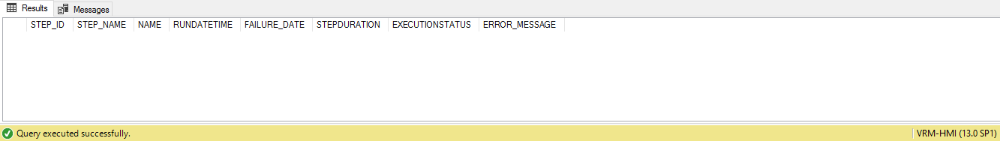 Results Messages
STEP_ID STEP_NAME NAME RUNDATETIME FAILURE_DATE STEPDURATION EXECUTIONSTATUS ERROR_MESSAGE
Query executed successfully. VRM-HMI (13.0 SP1)